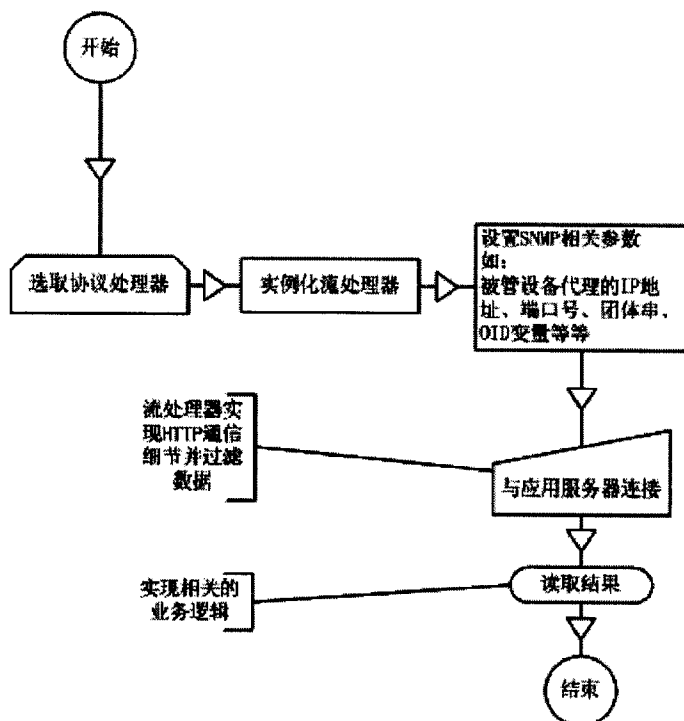 开始
选取协议处理器
实例化流处理器
设置SNMP相关参数
如:
被管设备代理的IP地
址、端口号、团体串、
OID变量等等
流处理器实
现HTTP通信
细节并过滤
数据
与应用服务器连接
实现相关的
业务逻辑
读取结果
结束